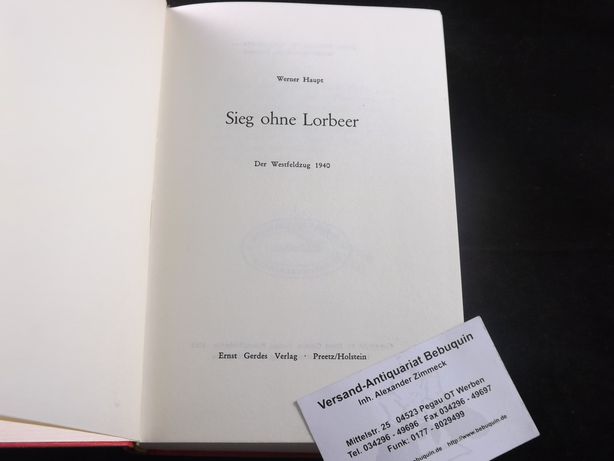 Werner Haupt
Sieg ohne Lorbeer
Der Westfeldzug 1940
Ernst Gerdes Verlag · Preetz/Holstein
Versand-Antiquariat Bebuquin
Inh. Alexander Zimmeck
Mittelstr. 25 04523 Pegau OT Werben
Tel. 034296 - 49696 Fax 034296 - 49697
Funk: 0177 - 8029499
bebuquin.de http://www.bebuquin.de